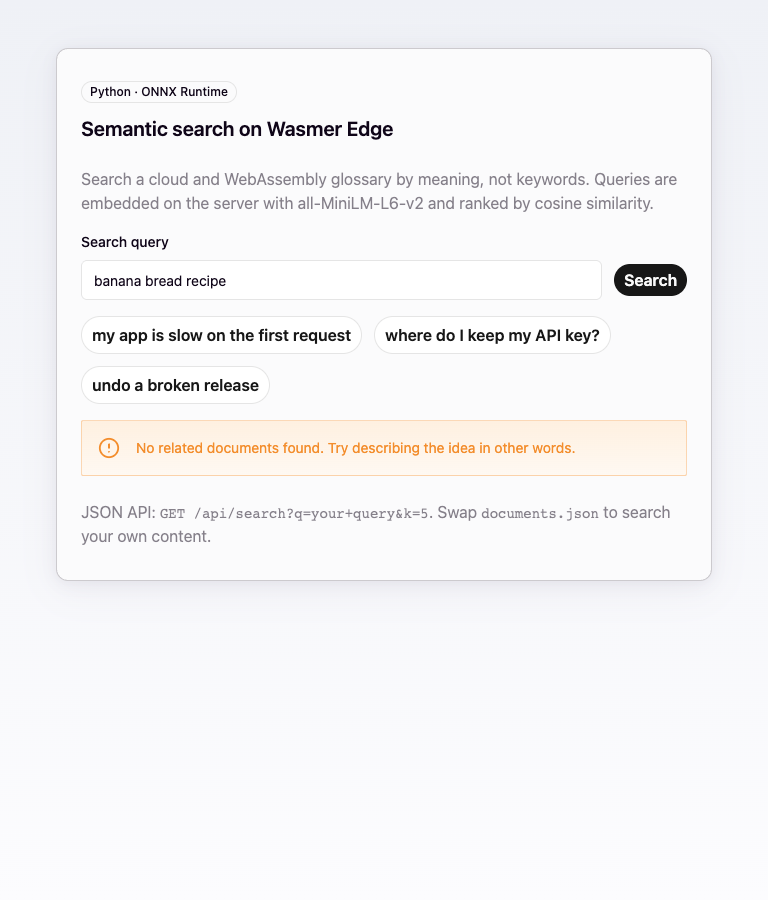 Python · ONNX Runtime
Semantic search on Wasmer Edge
Search a cloud and WebAssembly glossary by meaning, not keywords. Queries are
embedded on the server with all-MiniLM-L6-v2 and ranked by cosine similarity.
Search query
banana bread recipe
Search
my app is slow on the first request
where do I keep my API key?
undo a broken release
No related documents found. Try describing the idea in other words.
JSON API: GET /api/search?q=your+query&k=5. Swap documents.json to search
your own content.